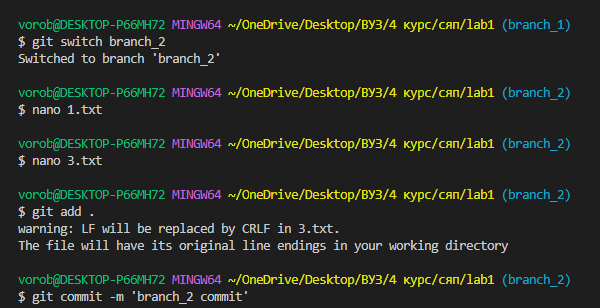 vorob@DESKTOP-P66MH72 MINGW64 ~/OneDrive/Desktop/ВУЗ/4 курс/сяп/lab1 (branch_1)
$ git switch branch_2
Switched to branch 'branch_2'
vorob@DESKTOP-P66MH72 MINGW64 ~/OneDrive/Desktop/ВУЗ/4 курс/сяп/lab1 (branch_2)
$ nano 1.txt
vorob@DESKTOP-P66MH72 MINGW64 ~/OneDrive/Desktop/ВУЗ/4 курс/сяп/lab1 (branch_2)
$ nano 3.txt
vorob@DESKTOP-P66MH72 MINGW64 ~/OneDrive/Desktop/ВУЗ/4 курс/сяп/lab1 (branch_2)
$ git add .
warning: LF will be replaced by CRLF in 3.txt.
The file will have its original line endings in your working directory
vorob@DESKTOP-P66MH72 MINGW64 ~/OneDrive/Desktop/ВУЗ/4 курс/сяп/lab1 (branch_2)
$ git commit -m 'branch_2 commit'